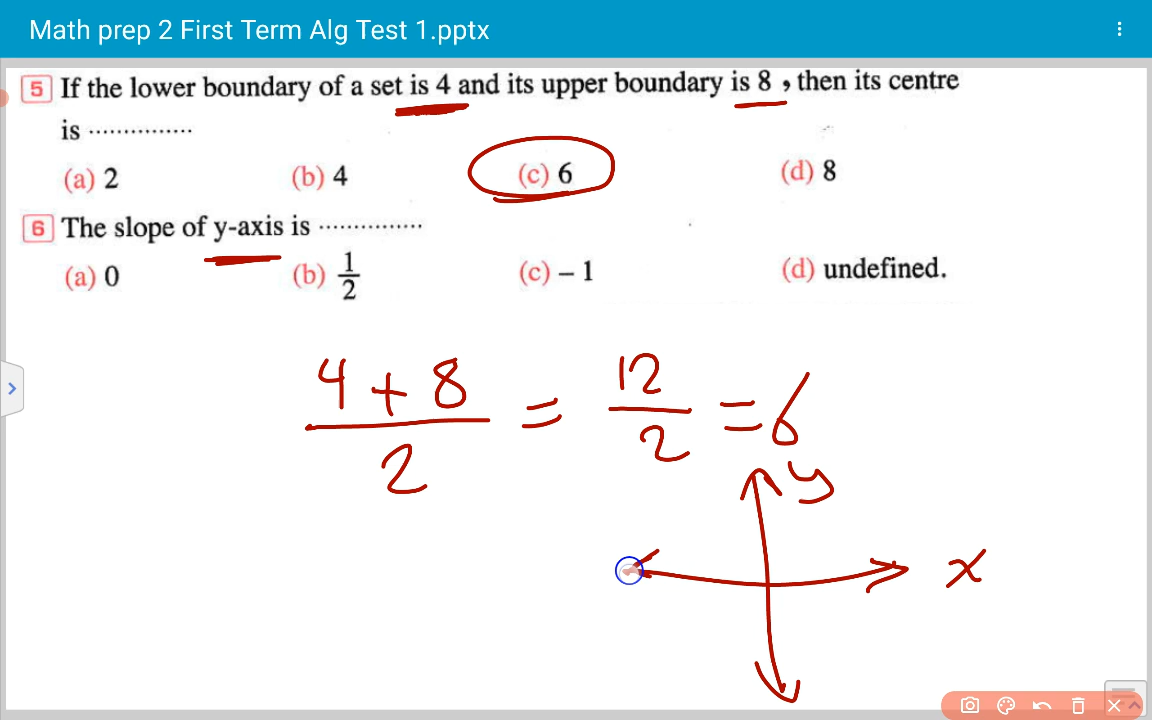 Math prep 2 First Term Alg Test 1.pptx
5 If the lower boundary of a set is 4 and its upper boundary is 8 , then its centre
is ...............
(a) 2 (b) 4 (c) 6 (d) 8
6 The slope of y-axis is ...............
(a) 0 (b) 1/2 (c) – 1 (d) undefined.
4 + 8 / 2 = 12 / 2 = 6
y
x